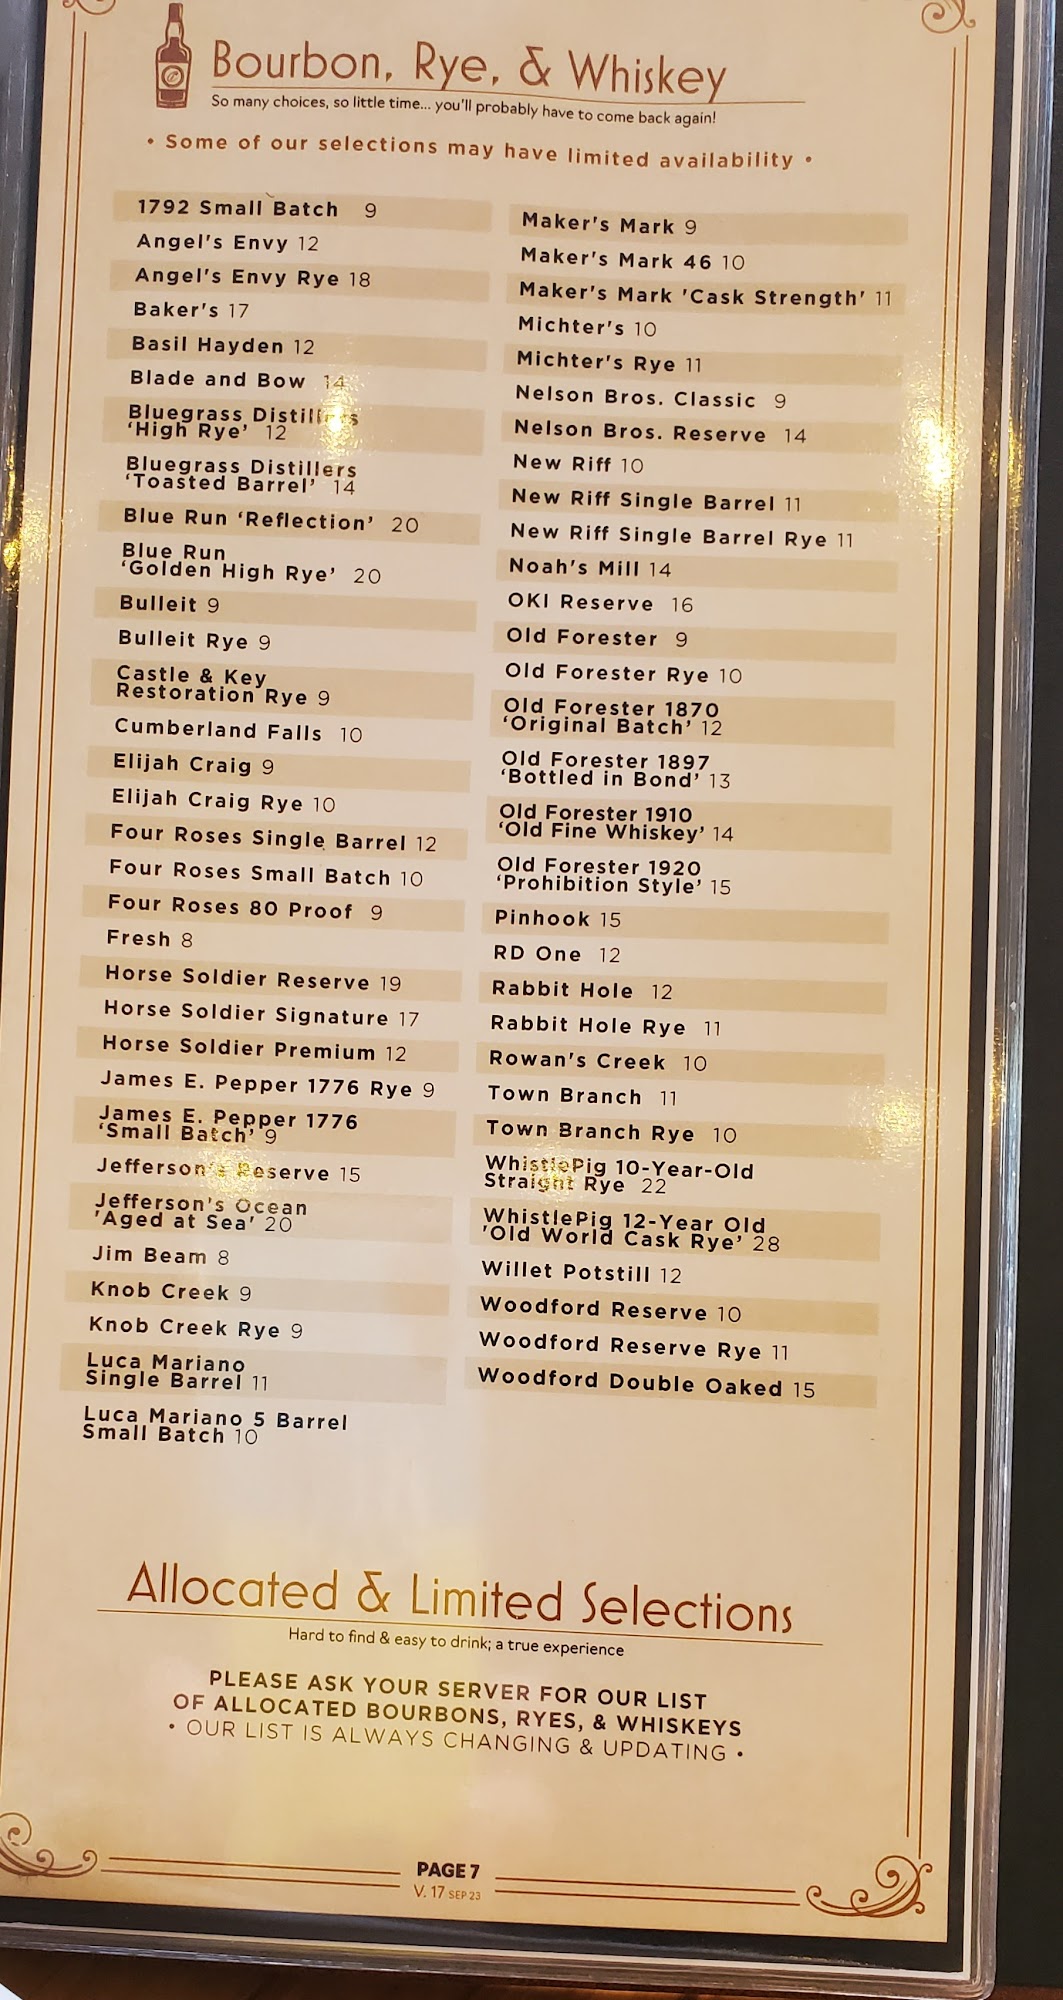 Bourbon, Rye, & Whiskey
So many choices, so little time... you'll probably have to come back again!
• Some of our selections may have limited availability •
1792 Small Batch 9
Angel's Envy 12
Angel's Envy Rye 18
Baker's 17
Basil Hayden 12
Blade and Bow 14
Bluegrass Distillers
'High Rye' 12
Bluegrass Distillers
'Toasted Barrel' 14
Blue Run 'Reflection' 20
Blue Run
'Golden High Rye' 20
Bulleit 9
Bulleit Rye 9
Castle & Key
Restoration Rye 9
Cumberland Falls 10
Elijah Craig 9
Elijah Craig Rye 10
Four Roses Single Barrel 12
Four Roses Small Batch 10
Four Roses 80 Proof 9
Fresh 8
Horse Soldier Reserve 19
Horse Soldier Signature 17
Horse Soldier Premium 12
James E. Pepper 1776 Rye 9
James E. Pepper 1776
'Small Batch' 9
Jefferson's Reserve 15
Jefferson's Ocean
'Aged at Sea' 20
Jim Beam 8
Knob Creek 9
Knob Creek Rye 9
Luca Mariano
Single Barrel 11
Luca Mariano 5 Barrel
Small Batch 10
Maker's Mark 9
Maker's Mark 46 10
Maker's Mark 'Cask Strength' 11
Michter's 10
Michter's Rye 11
Nelson Bros. Classic 9
Nelson Bros. Reserve 14
New Riff 10
New Riff Single Barrel 11
New Riff Single Barrel Rye 11
Noah's Mill 14
OKI Reserve 16
Old Forester 9
Old Forester Rye 10
Old Forester 1870
'Original Batch' 12
Old Forester 1897
'Bottled in Bond' 13
Old Forester 1910
'Old Fine Whiskey' 14
Old Forester 1920
'Prohibition Style' 15
Pinhook 15
RD One 12
Rabbit Hole 12
Rabbit Hole Rye 11
Rowan's Creek 10
Town Branch 11
Town Branch Rye 10
WhistlePig 10-Year-Old
Straight Rye 22
WhistlePig 12-Year Old
'Old World Cask Rye' 28
Willet Potstill 12
Woodford Reserve 10
Woodford Reserve Rye 11
Woodford Double Oaked 15
Allocated & Limited Selections
Hard to find & easy to drink; a true experience
PLEASE ASK YOUR SERVER FOR OUR LIST
OF ALLOCATED BOURBONS, RYES, & WHISKEYS
• OUR LIST IS ALWAYS CHANGING & UPDATING •
PAGE 7
V. 17 SEP 23